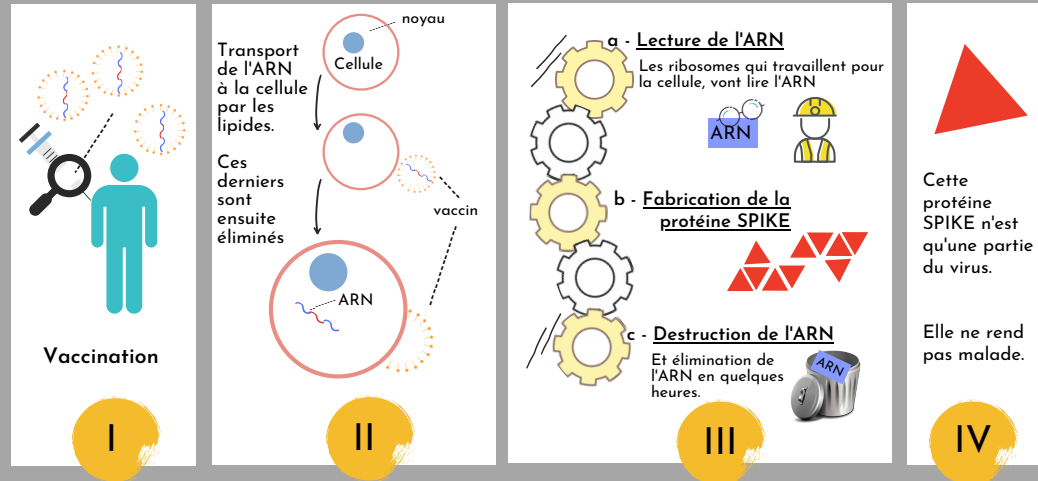 Vaccination
I
noyau
Cellule
Transport
de l'ARN
à la cellule
par les
lipides.
Ces
derniers
sont
ensuite
éliminés
vaccin
ARN
II
a - Lecture de l'ARN
Les ribosomes qui travaillent pour
la cellule, vont lire l'ARN
ARN
b - Fabrication de la
protéine SPIKE
c - Destruction de l'ARN
Et élimination de
l'ARN en quelques
heures.
ARN
III
Cette
protéine
SPIKE n'est
qu'une partie
du virus.
Elle ne rend
pas malade.
IV